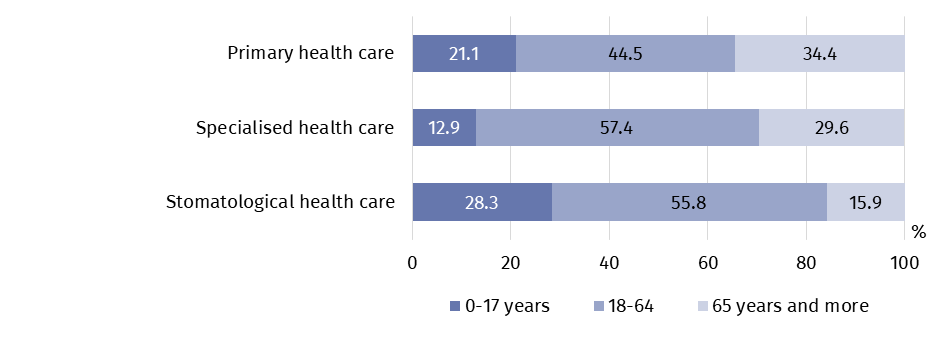 Primary health care 21.1 44.5 34.4
Specialised health care 12.9 57.4 29.6
Stomatological health care 28.3 55.8 15.9
%
0 20 40 60 80 100
0-17 years 18-64 65 years and more